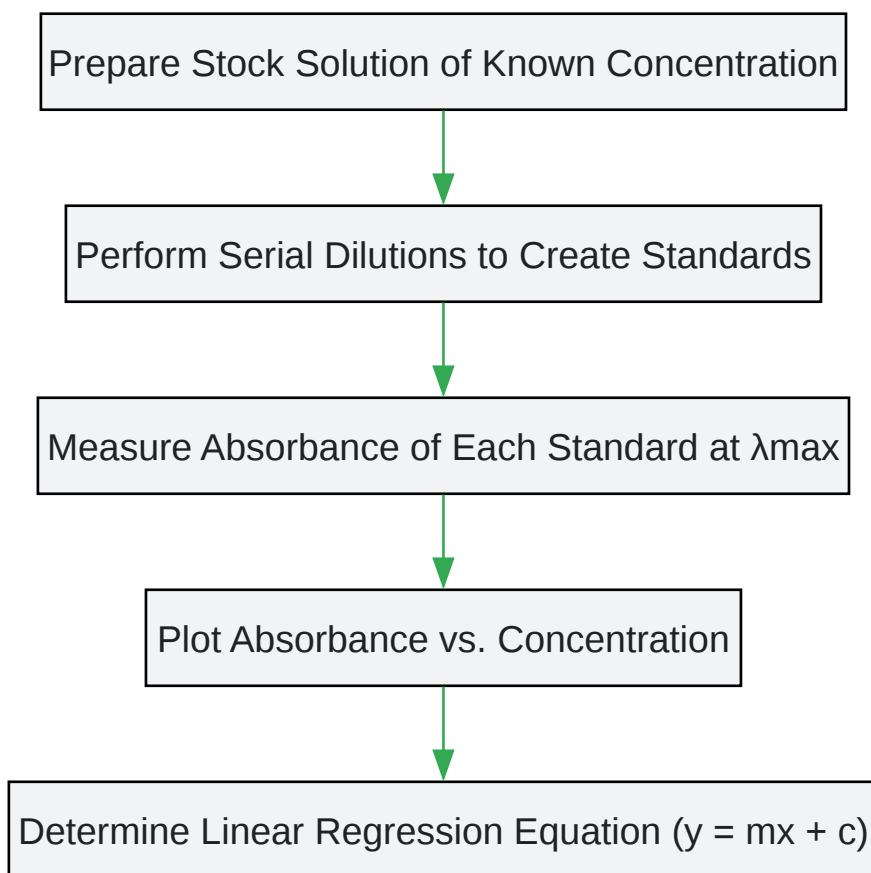 Prepare Stock Solution of Known Concentration
Perform Serial Dilutions to Create Standards
Measure Absorbance of Each Standard at λmax
Plot Absorbance vs. Concentration
Determine Linear Regression Equation (y = mx + c)